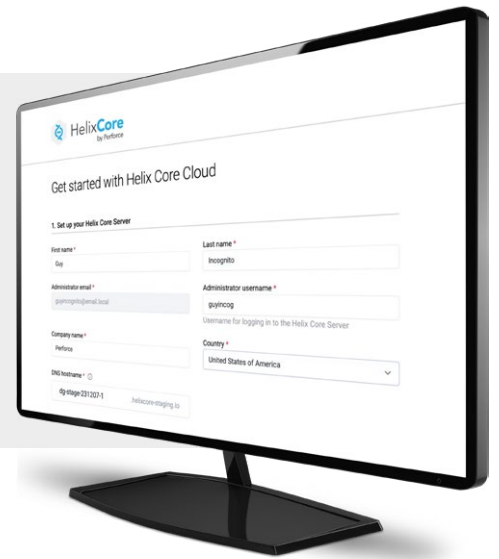 HelixCore
by Perforce
Get started with Helix Core Cloud
1. Set up your Helix Core Server
First name *
Guy
Last name *
Incognito
Administrator email *
guyincognito@email.local
Administrator username *
guyincog
Username for logging in to the Helix Core Server
Company name *
Perforce
Country *
United States of America
DNS hostname *
dg-stage-231207-1
.helixcore-staging.io